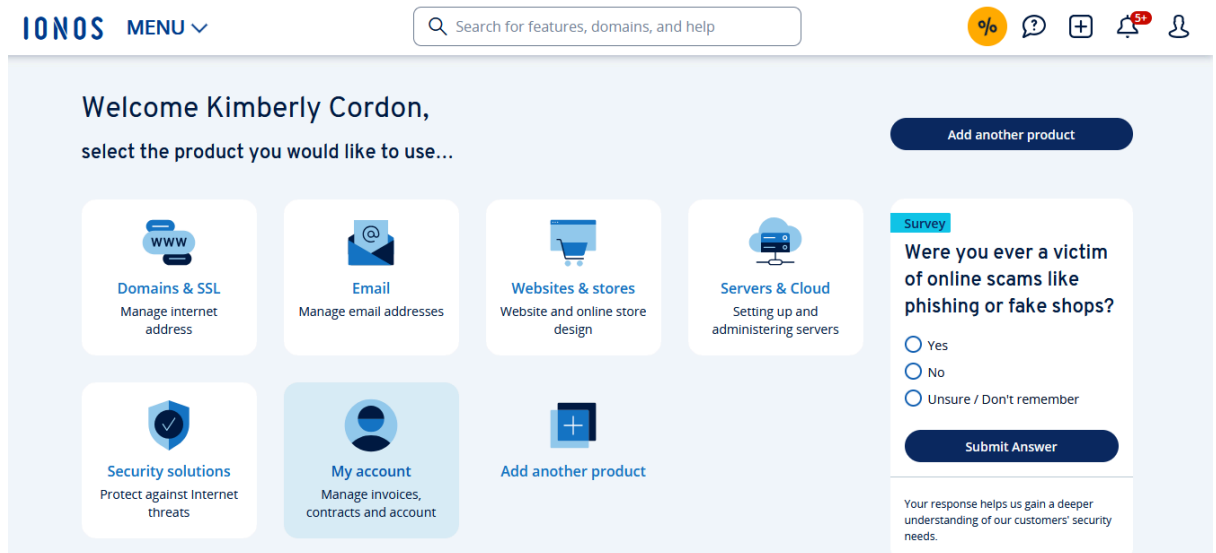 IONOS MENU
Search for features, domains, and help
%
?
5+
Welcome Kimberly Cordon,
select the product you would like to use...
Add another product
www
Domains & SSL
Manage internet
address
@
Email
Manage email addresses
Websites & stores
Website and online store
design
Servers & Cloud
Setting up and
administering servers
Security solutions
Protect against Internet
threats
My account
Manage invoices,
contracts and account
Add another product
Survey
Were you ever a victim
of online scams like
phishing or fake shops?
Yes
No
Unsure / Don't remember
Submit Answer
Your response helps us gain a deeper
understanding of our customers' security
needs.